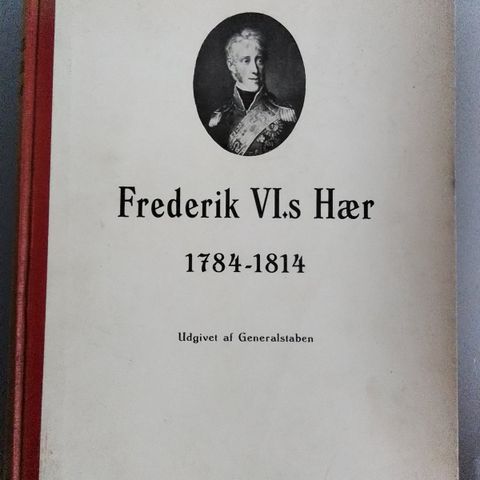 Frederik VI.s Hær
1784-1814
Udgivet af Generalstaben